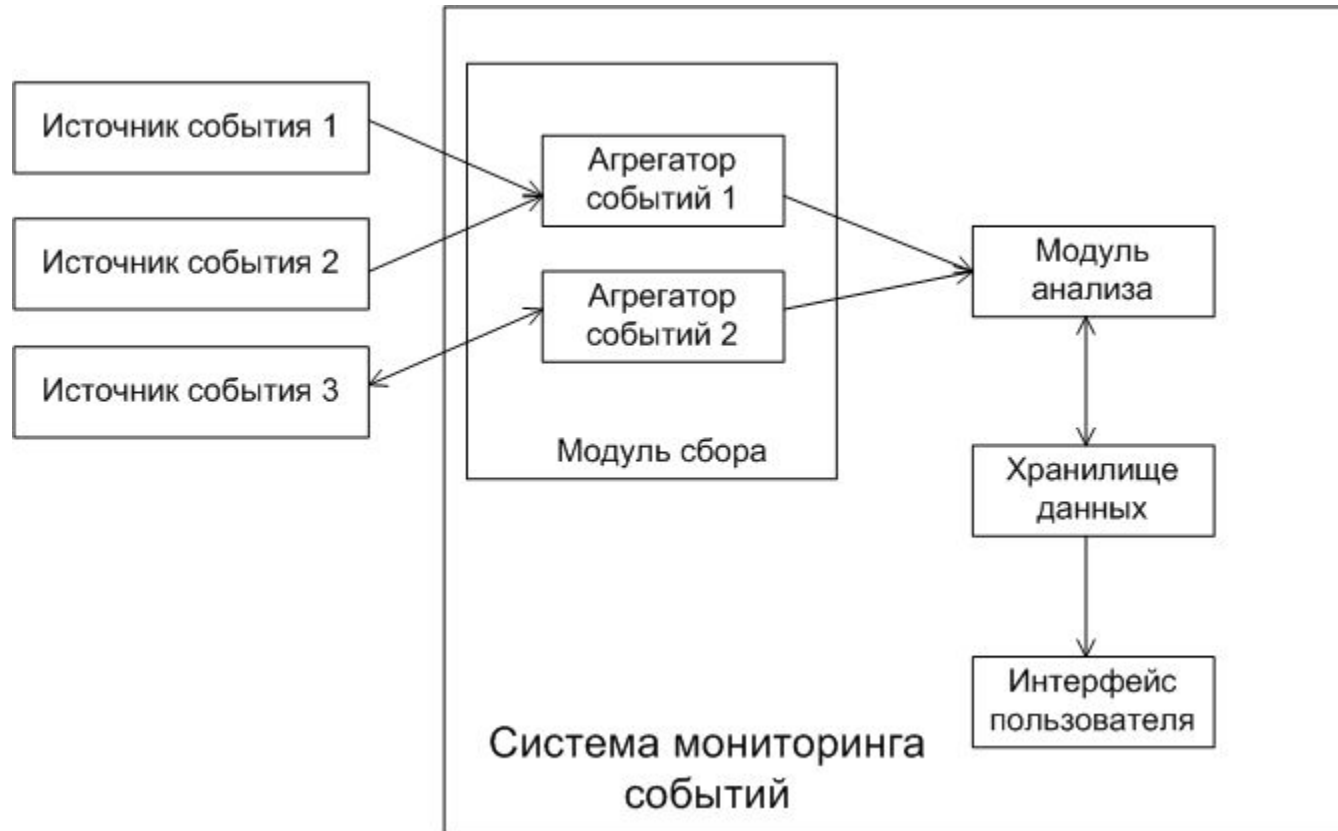 Источник события 1
Источник события 2
Источник события 3
Агрегатор
событий 1
Агрегатор
событий 2
Модуль сбора
Модуль
анализа
Хранилище
данных
Интерфейс
пользователя
Система мониторинга
событий